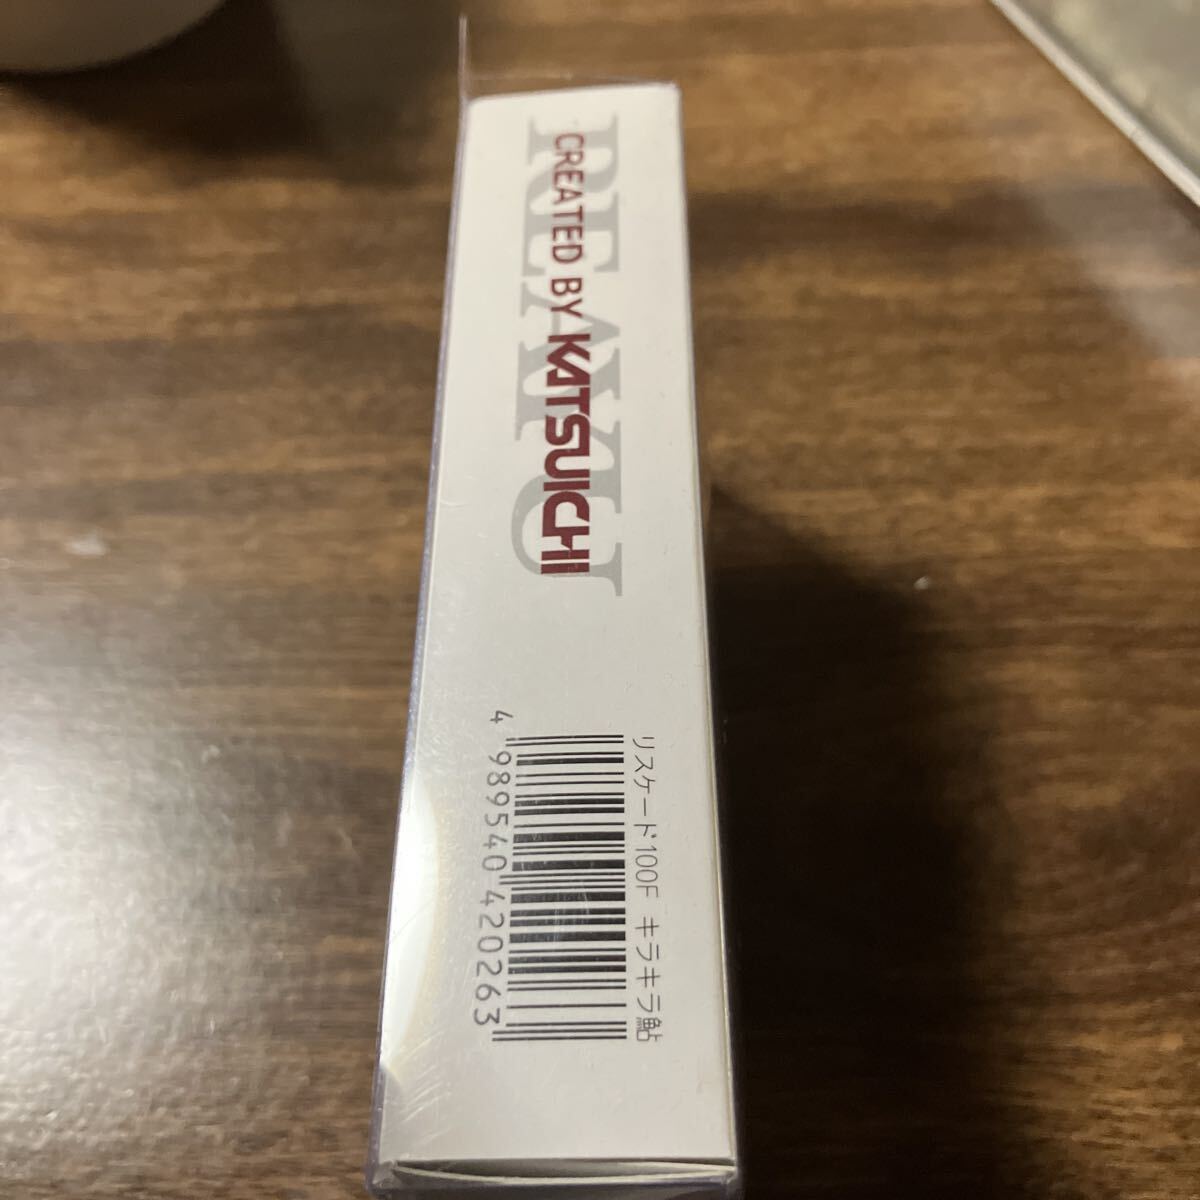 REAYU
CREATED BY KATSUICHI
リスケード100F キラキラ鮎
4 989540 420263